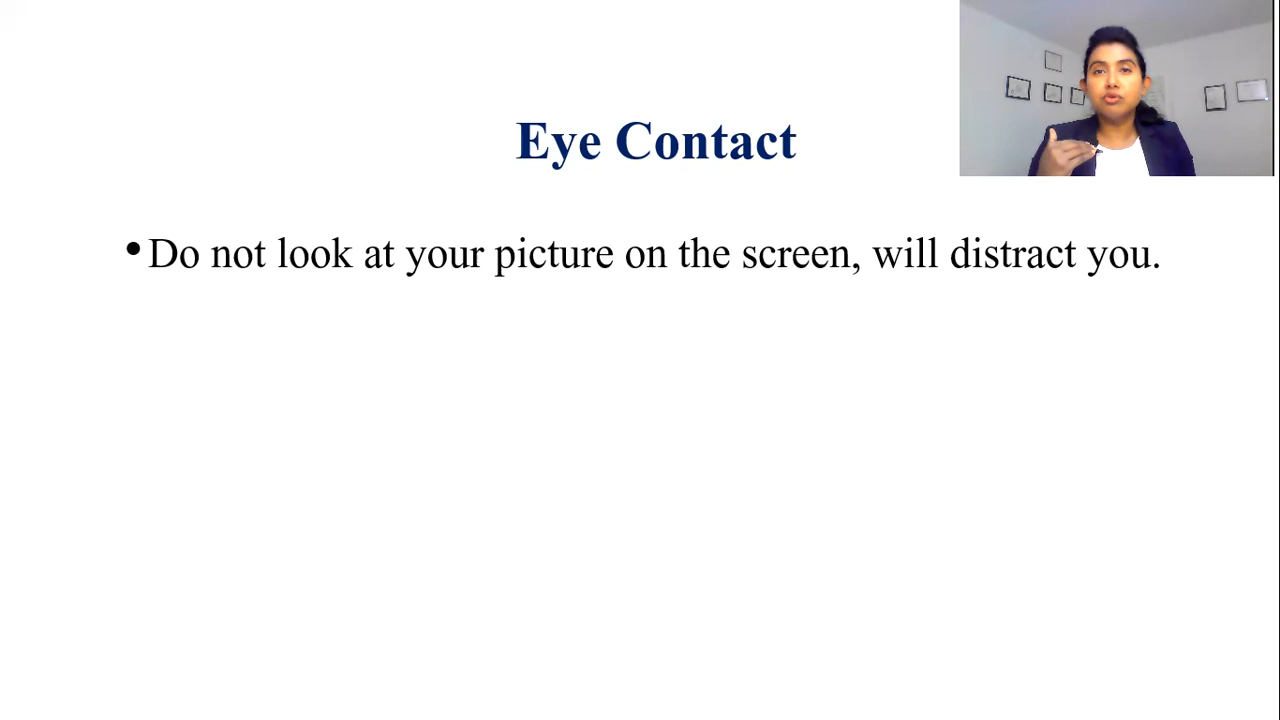 Eye Contact
•Do not look at your picture on the screen, will distract you.